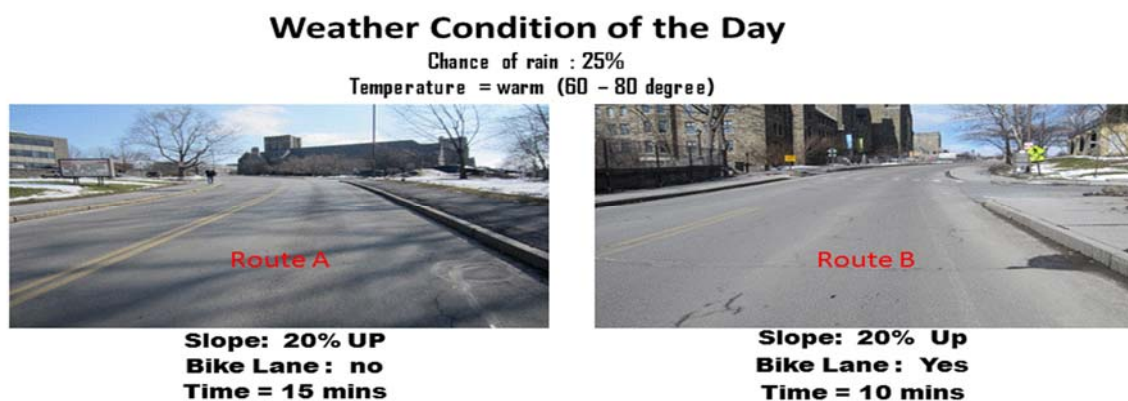 Weather Condition of the Day
Chance of rain : 25%
Temperature = warm (60 – 80 degree)
Route A
Route B
Slope: 20% UP
Bike Lane : no
Time = 15 mins
Slope: 20% Up
Bike Lane : Yes
Time = 10 mins